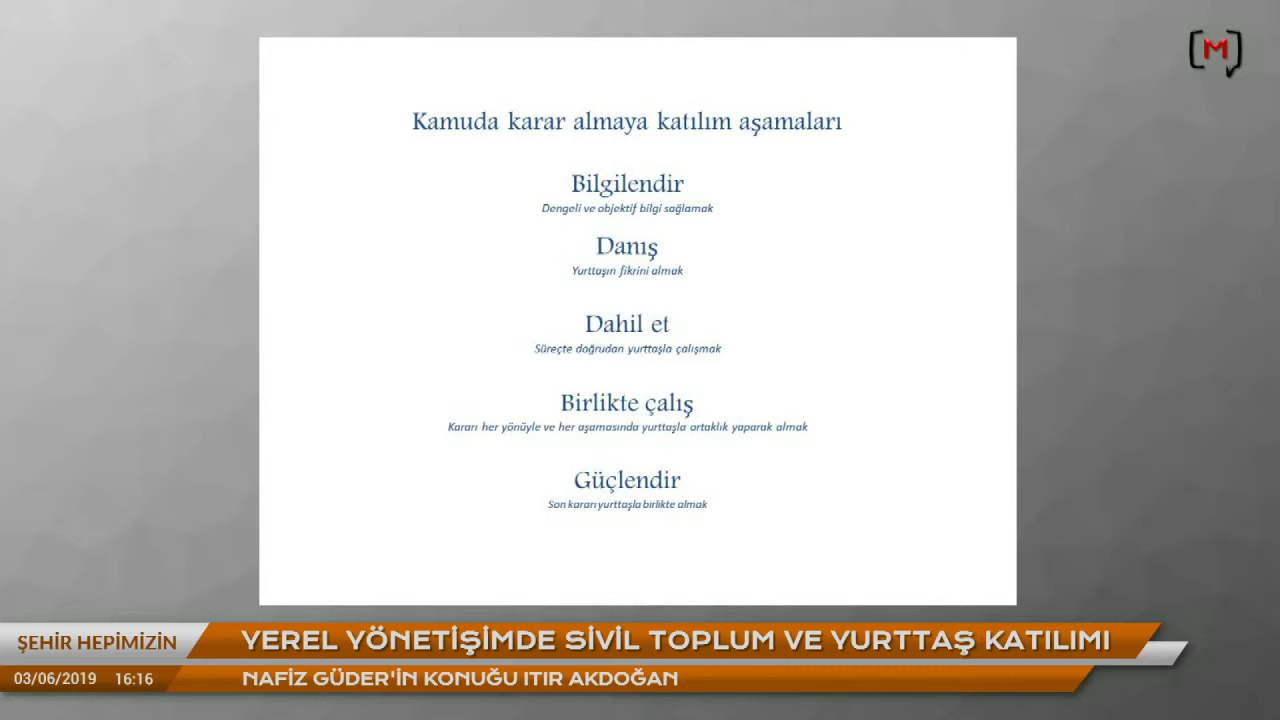 [M]
Kamuda karar almaya katılım aşamaları
Bilgilendir
Dengeli ve objektif bilgi sağlamak
Danış
Yurttaşın fikrini almak
Dahil et
Süreçte doğrudan yurttaşla çalışmak
Birlikte çalış
Kararı her yönüyle ve her aşamasında yurttaşla ortaklık yaparak almak
Güçlendir
Son kararı yurttaşla birlikte almak
ŞEHİR HEPİMİZİN
YEREL YÖNETİŞİMDE SİVİL TOPLUM VE YURTTAŞ KATILIMI
03/06/2019 16:16
NAFİZ GÜDER'İN KONUĞU ITIR AKDOĞAN